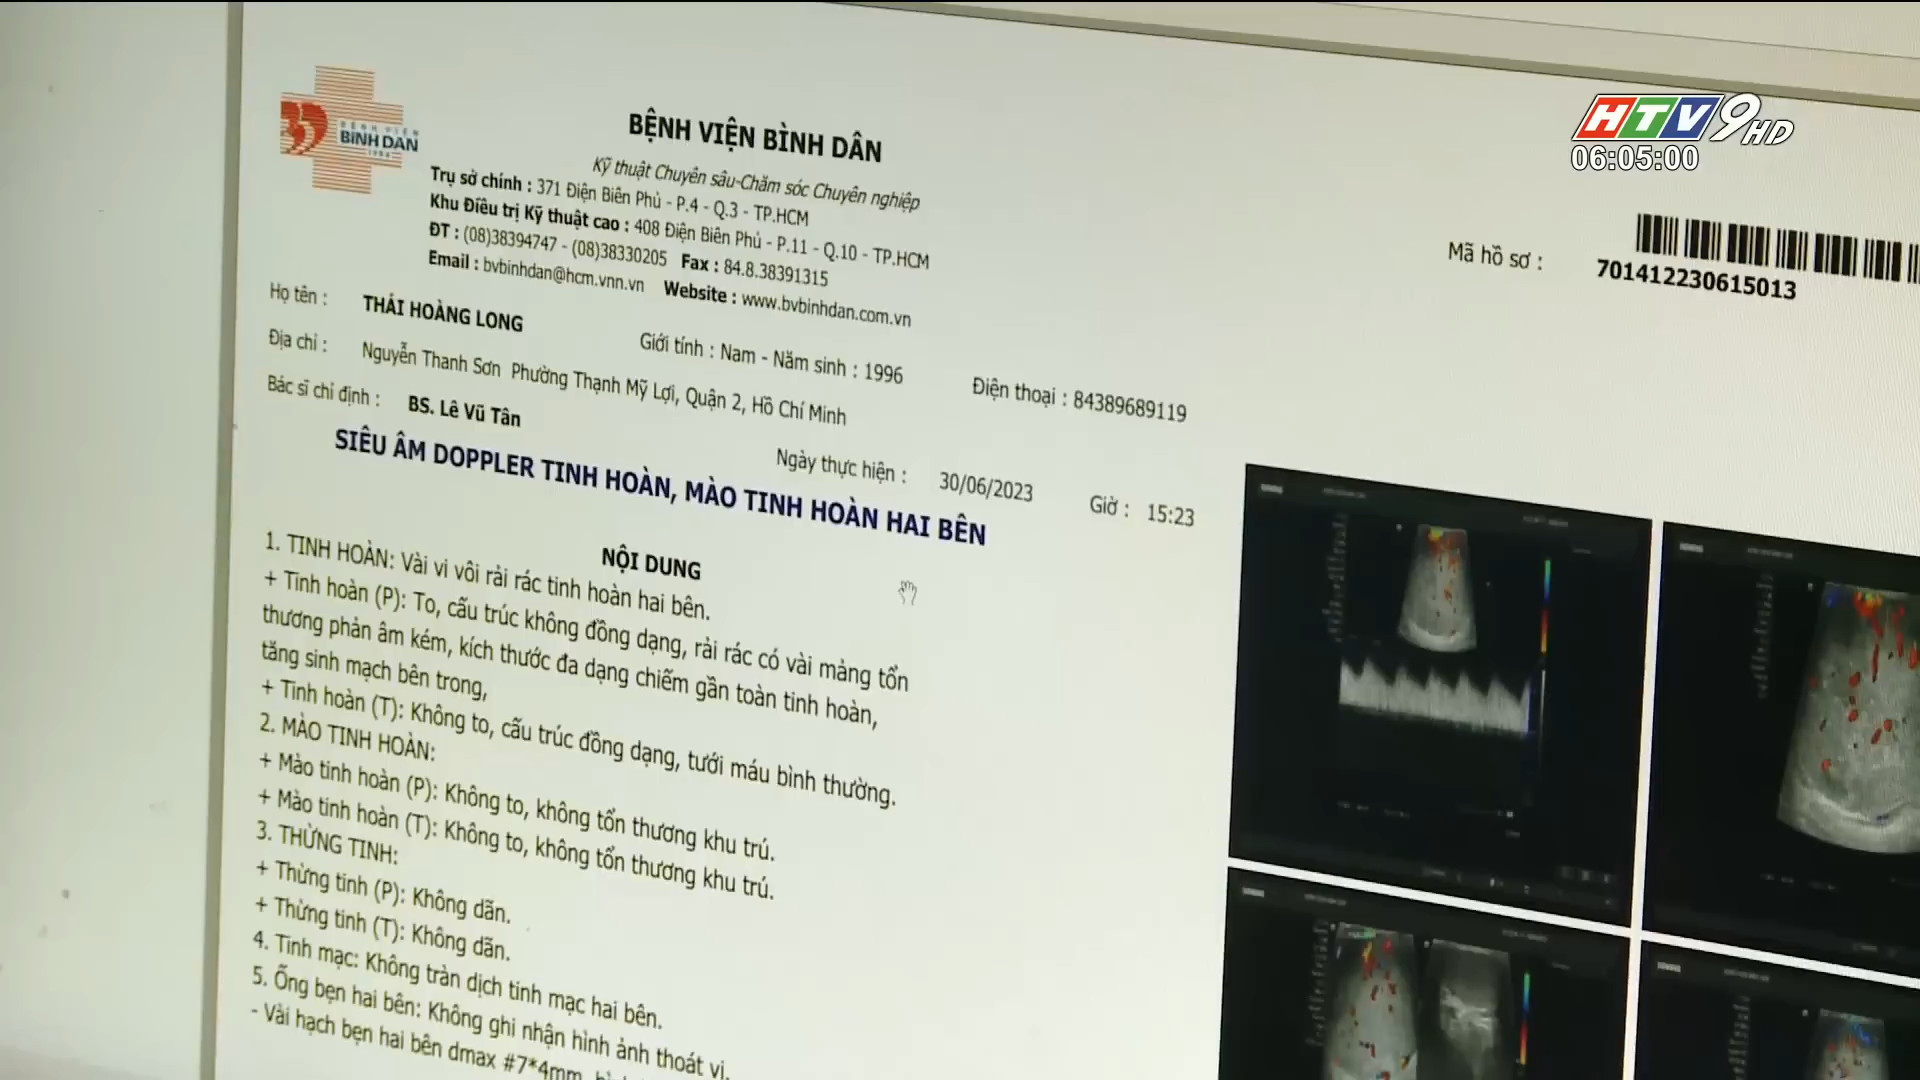 HTV9 HD
06:05:00
BỆNH VIỆN
BÌNH DÂN
BỆNH VIỆN BÌNH DÂN
Kỹ thuật Chuyên sâu-Chăm sóc Chuyên nghiệp
Trụ sở chính : 371 Điện Biên Phủ - P.4 - Q.3 - TP.HCM
Khu Điều trị Kỹ thuật cao : 408 Điện Biên Phủ - P.11 - Q.10 - TP.HCM
ĐT : (08)38394747 - (08)38330205 Fax : 84.8.38391315
Email : bvbinhdan@hcm.vnn.vn Website : www.bvbinhdan.com.vn
Mã hồ sơ :
701412230615013
Họ tên : THÁI HOÀNG LONG
Giới tính : Nam - Năm sinh : 1996
Điện thoại : 84389689119
Địa chỉ : Nguyễn Thanh Sơn Phường Thạnh Mỹ Lợi, Quận 2, Hồ Chí Minh
Bác sĩ chỉ định : BS. Lê Vũ Tân
Ngày thực hiện : 30/06/2023 Giờ : 15:23
SIÊU ÂM DOPPLER TINH HOÀN, MÀO TINH HOÀN HAI BÊN
NỘI DUNG
1. TINH HOÀN: Vài vi vôi rải rác tinh hoàn hai bên.
+ Tinh hoàn (P): To, cấu trúc không đồng dạng, rải rác có vài mảng tổn
thương phản âm kém, kích thước đa dạng chiếm gần toàn tinh hoàn,
tăng sinh mạch bên trong,
+ Tinh hoàn (T): Không to, cấu trúc đồng dạng, tưới máu bình thường.
2. MÀO TINH HOÀN:
+ Mào tinh hoàn (P): Không to, không tổn thương khu trú.
+ Mào tinh hoàn (T): Không to, không tổn thương khu trú.
3. THỪNG TINH:
+ Thừng tinh (P): Không dãn.
+ Thừng tinh (T): Không dãn.
4. Tinh mạc: Không tràn dịch tinh mạc hai bên.
5. Ống bẹn hai bên: Không ghi nhận hình ảnh thoát vị.
- Vài hạch bẹn hai bên dmax #7*4mm,